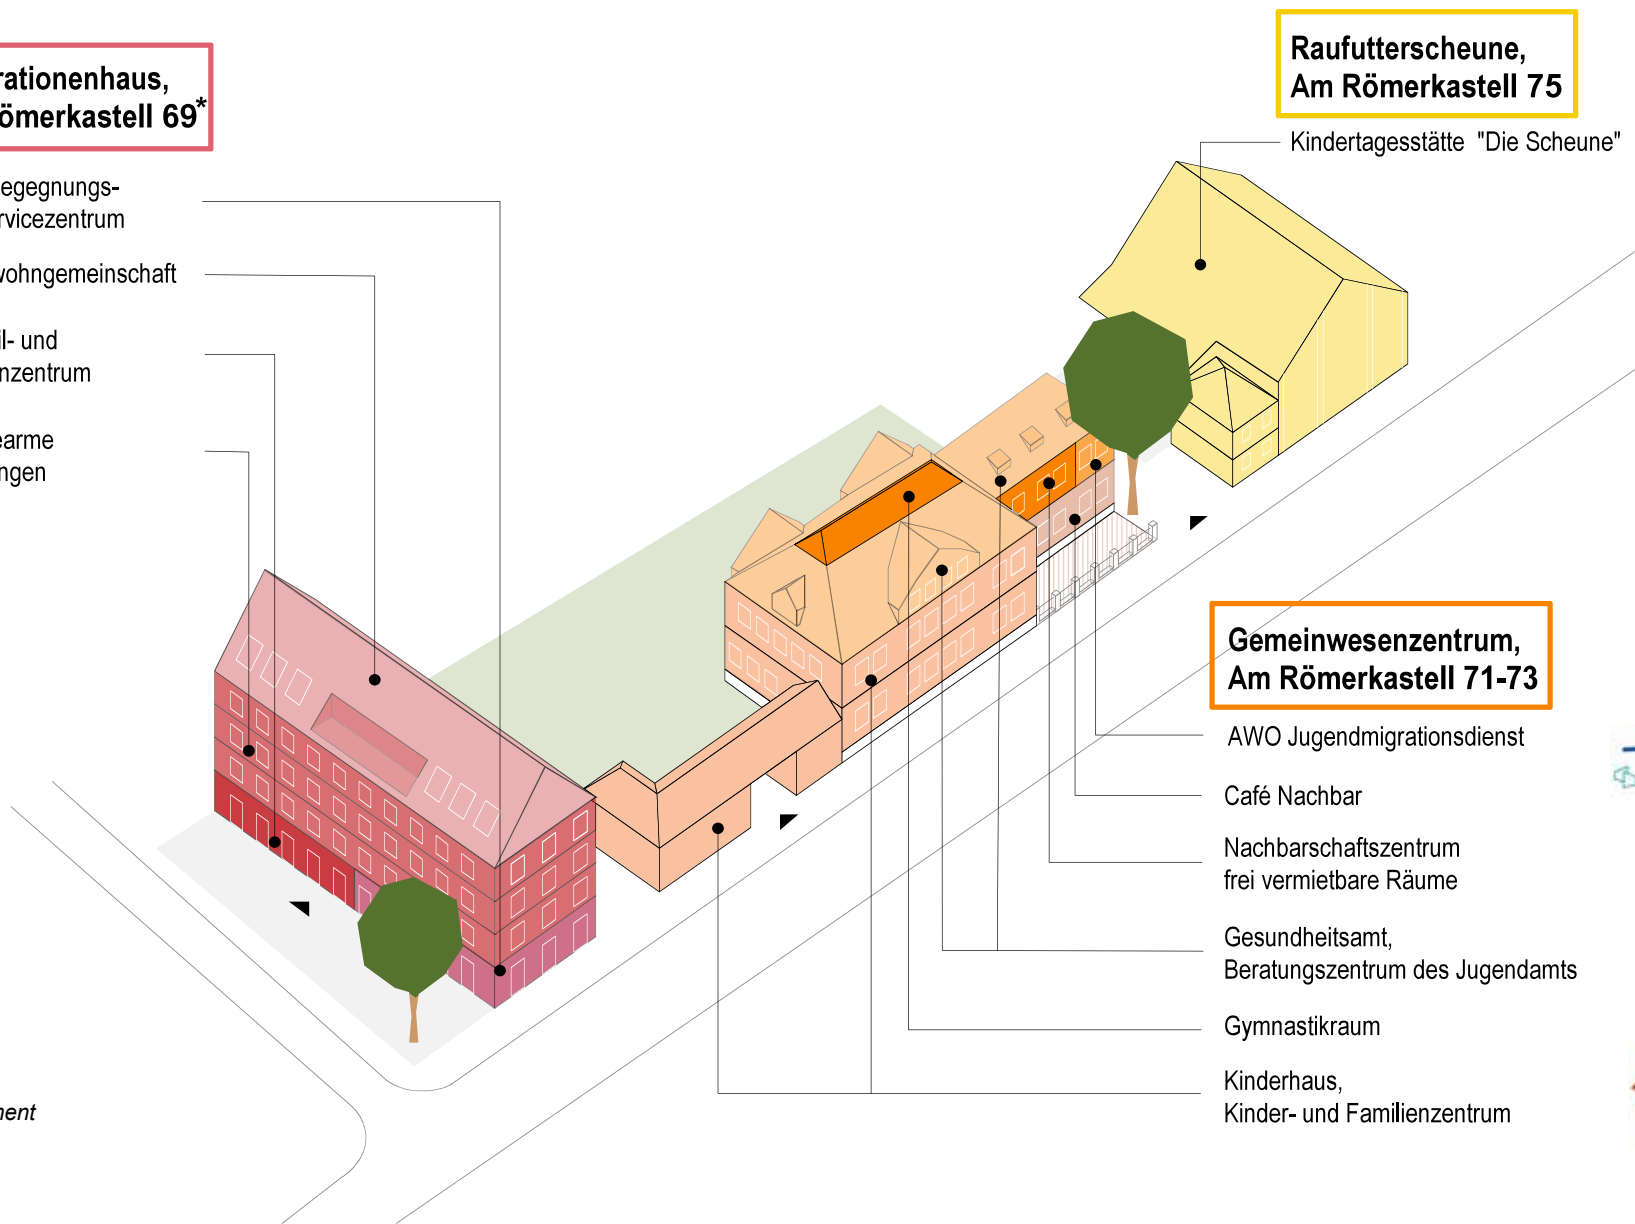 rationenhaus,
ömerkastell 69*
egegnungs-
rvicezentrum
wohngemeinschaft
il- und
nzentrum
earme
ngen
nent
Raufutterscheune,
Am Römerkastell 75
Kindertagesstätte "Die Scheune"
Gemeinwesenzentrum,
Am Römerkastell 71-73
AWO Jugendmigrationsdienst
Café Nachbar
Nachbarschaftszentrum
frei vermietbare Räume
Gesundheitsamt,
Beratungszentrum des Jugendamts
Gymnastikraum
Kinderhaus,
Kinder- und Familienzentrum